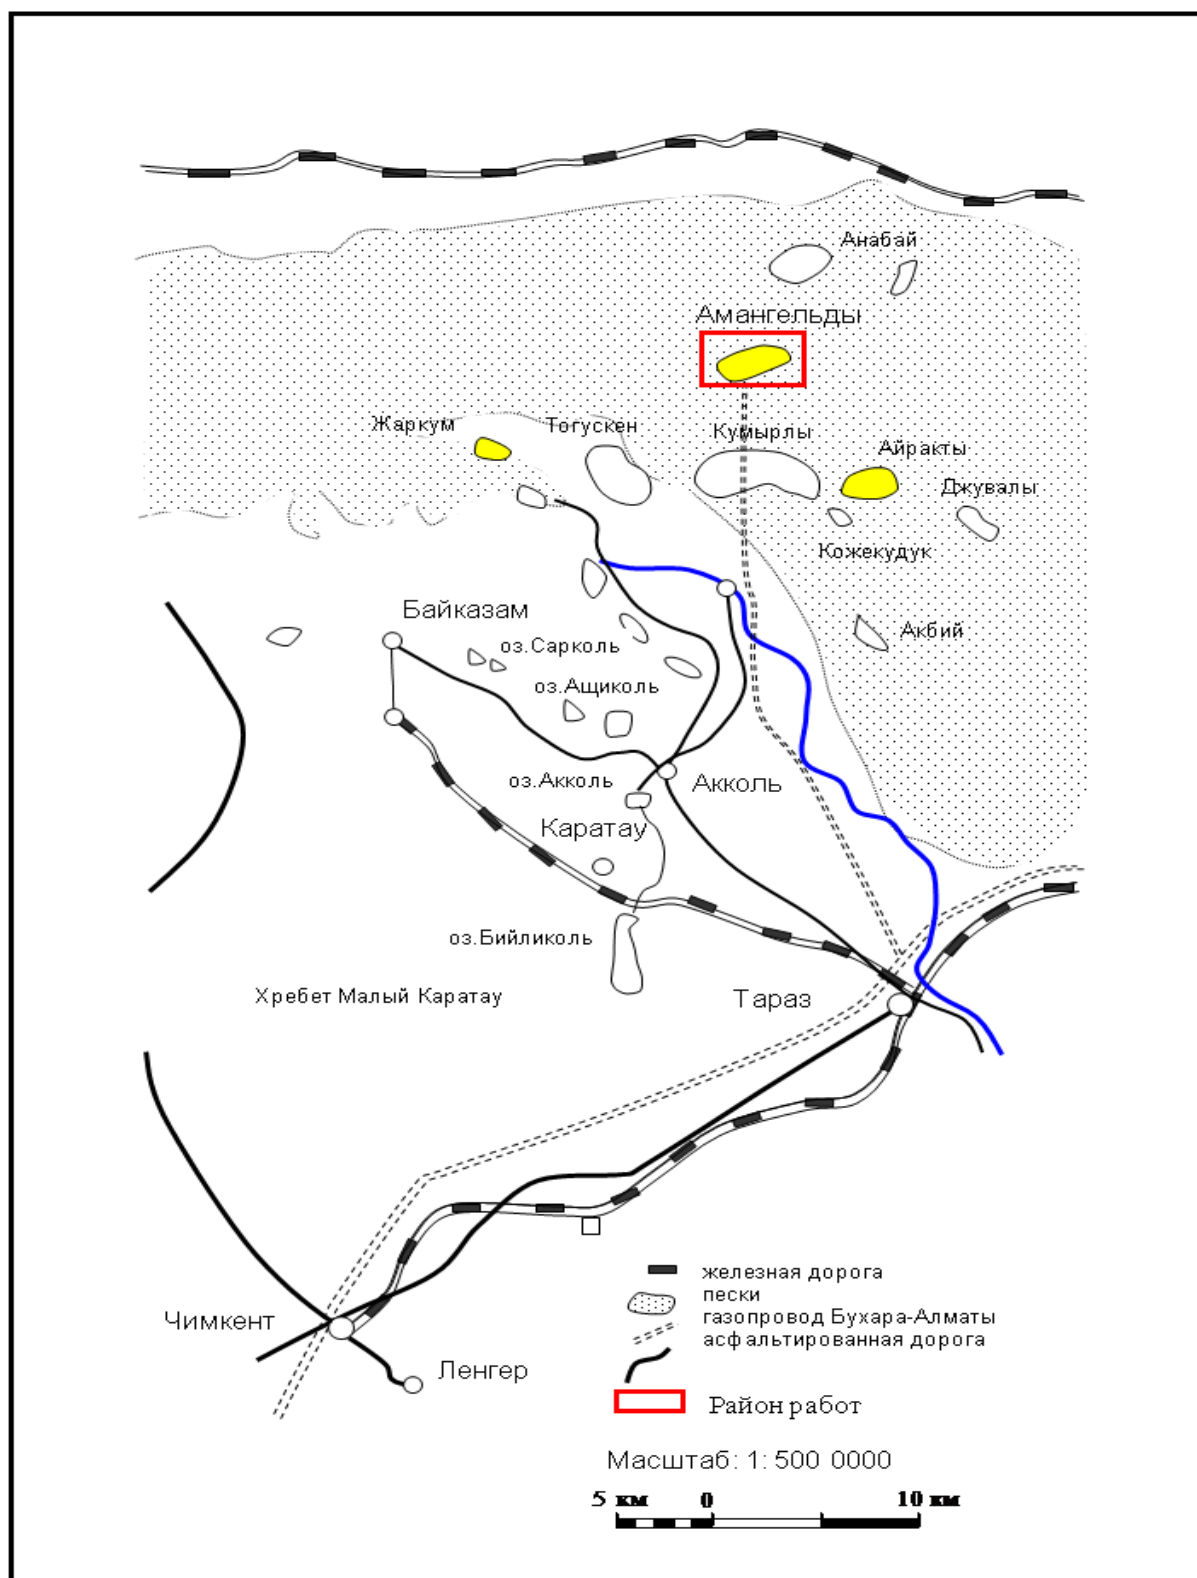 Анабай
Амангельды
Жаркум
Тогускен
Кумырлы
Айракты
Джувалы
Кожекудук
Байказам
оз.Сарколь
Акбий
оз.Ащиколь
оз.Акколь
Акколь
Каратау
оз.Бийликоль
Хребет Малый Каратау
Тараз
Чимкент
Ленгер
железная дорога
пески
газопровод Бухара-Алматы
асфальтированная дорога
Район работ
Масштаб: 1: 500 0000
5 км 0 10 км